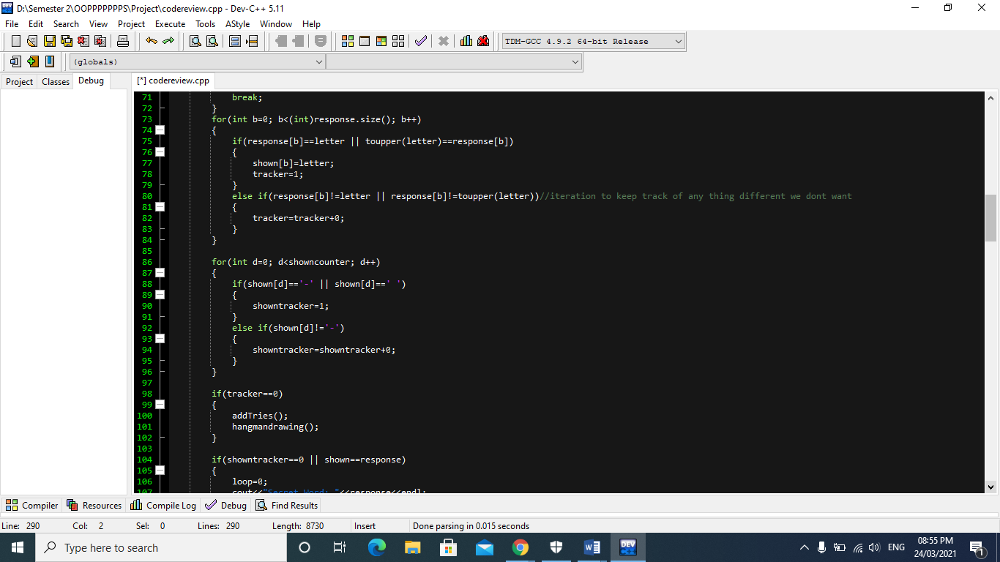 D:\Semester 2\OOPPPPPPPS\Project\codereview.cpp - Dev-C++ 5.11
File Edit Search View Project Execute Tools AStyle Window Help
TDM-GCC 4.9.2 64-bit Release
(globals)
Project Classes Debug [*] codereview.cpp
71 break;
72 }
73 for(int b=0; b<(int)response.size(); b++)
74 {
75 if(response[b]==letter || toupper(letter)==response[b])
76 {
77 shown[b]=letter;
78 tracker=1;
79 }
80 else if(response[b]!=letter || response[b]!=toupper(letter))//iteration to keep track of any thing different we dont want
81 {
82 tracker=tracker+0;
83 }
84 }
85
86 for(int d=0; d<showncounter; d++)
87 {
88 if(shown[d]=='-' || shown[d]==' ')
89 {
90 showntracker=1;
91 }
92 else if(shown[d]!='-')
93 {
94 showntracker=showntracker+0;
95 }
96 }
97
98 if(tracker==0)
99 {
100 addTries();
101 hangmandrawing();
102 }
103
104 if(showntracker==0 || shown==response)
105 {
106 loop=0;
107 cout<<"Secret Word: "<<response<<endl;
Compiler Resources Compile Log Debug Find Results
Line: 290 Col: 2 Sel: 0 Lines: 290 Length: 8730 Insert Done parsing in 0.015 seconds
Type here to search
ENG
08:55 PM
24/03/2021
1